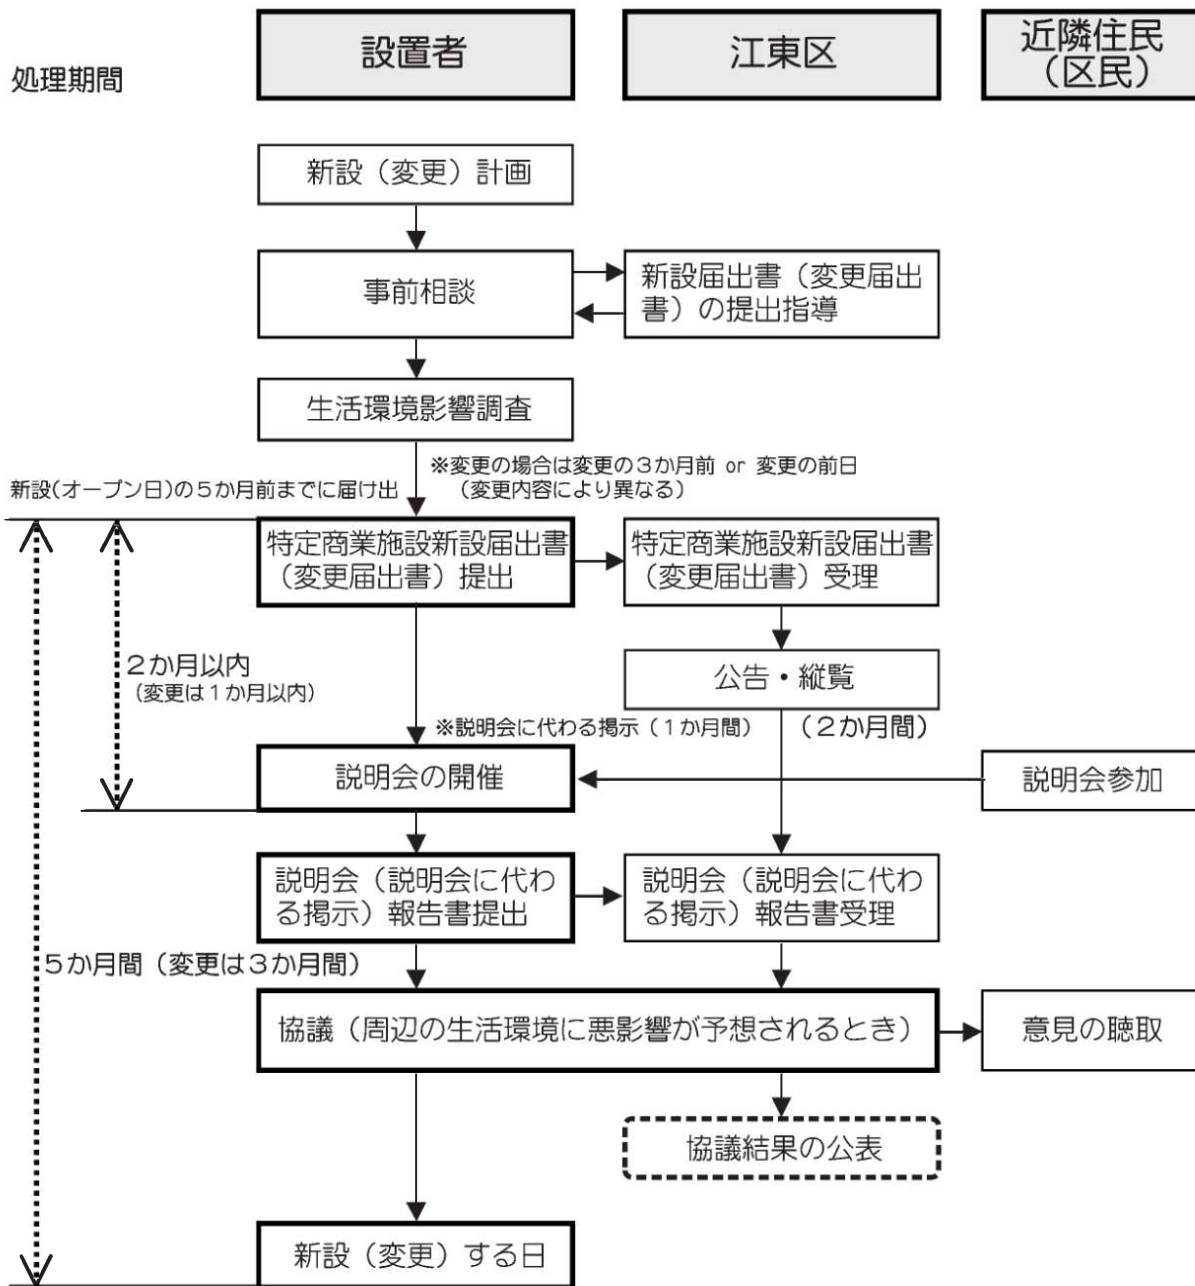 処理期間
設置者
江東区
近隣住民
（区民）
新設（変更）計画
事前相談
新設届出書（変更届出
書）の提出指導
生活環境影響調査
※変更の場合は変更の３か月前 or 変更の前日
（変更内容により異なる）
新設(オープン日)の５か月前までに届け出
特定商業施設新設届出書
（変更届出書）提出
特定商業施設新設届出書
（変更届出書）受理
２か月以内
（変更は１か月以内）
公告・縦覧
※説明会に代わる掲示（１か月間）
（２か月間）
説明会の開催
説明会参加
説明会（説明会に代わ
る掲示）報告書提出
説明会（説明会に代わ
る掲示）報告書受理
５か月間（変更は３か月間）
協議（周辺の生活環境に悪影響が予想されるとき）
意見の聴取
協議結果の公表
新設（変更）する日